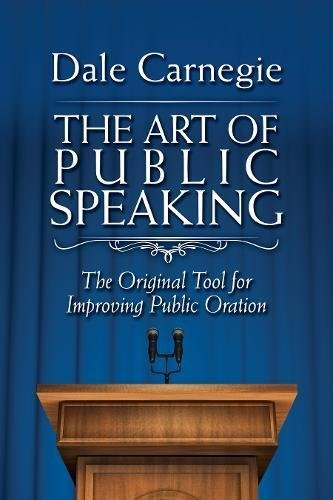 Dale Carnegie
THE ART OF
PUBLIC
SPEAKING
The Original Tool for
Improving Public Oration